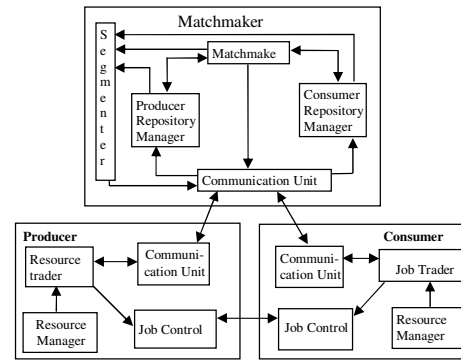 Matchmaker
S
e
g
m
e
n
t
e
r
Matchmake
Producer
Repository
Manager
Consumer
Repository
Manager
Communication Unit
Producer
Resource
trader
Communi-
cation Unit
Resource
Manager
Job Control
Consumer
Communi-
cation Unit
Job Trader
Job Control
Resource
Manager